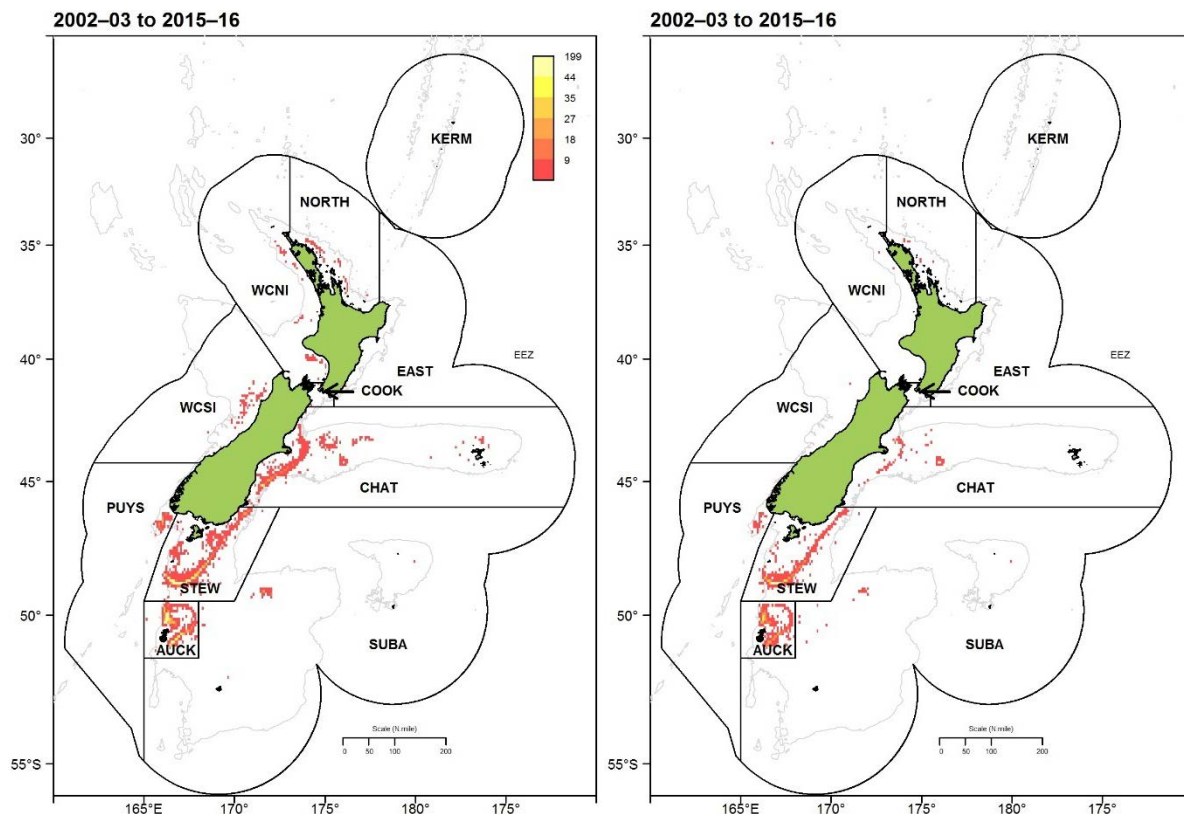 2002–03 to 2015–16
199
44
35
27
18
9
30°
35°
40°
45°
50°
55°S
KERM
NORTH
WCNI
EEZ
EAST
COOK
WCSI
CHAT
PUYS
STEW
AUCK
SUBA
Scale (N.mile)
0 50 100 200
165°E 170° 175° 180° 175°
2002–03 to 2015–16
30°
35°
40°
45°
50°
55°S
KERM
NORTH
WCNI
EEZ
EAST
COOK
WCSI
CHAT
PUYS
STEW
AUCK
SUBA
Scale (N.mile)
0 50 100 200
165°E 170° 175° 180° 175°